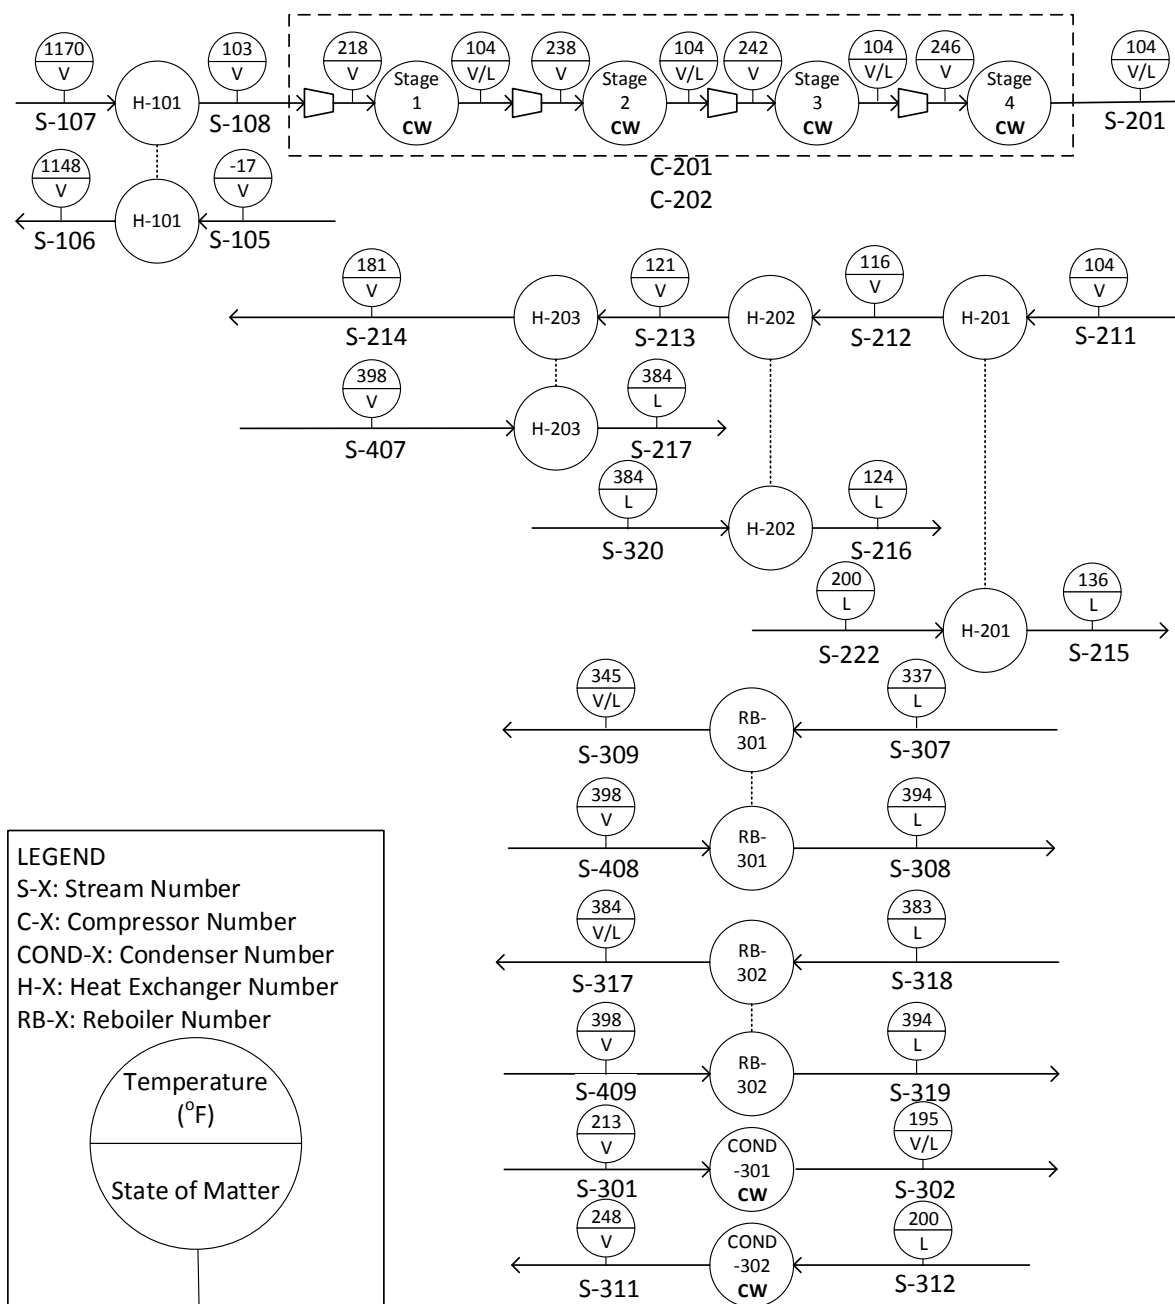 1170
V
103
V
218
V
104
V/L
238
V
104
V/L
242
V
104
V/L
246
V
104
V/L
H-101
Stage
1
CW
Stage
2
CW
Stage
3
CW
Stage
4
CW
S-107
S-108
S-201
C-201
C-202
1148
V
-17
V
H-101
S-106
S-105
181
V
121
V
116
V
104
V
H-203
H-202
H-201
S-214
S-213
S-212
S-211
398
V
384
L
H-203
S-407
S-217
384
L
124
L
H-202
S-320
S-216
200
L
136
L
H-201
S-222
S-215
345
V/L
337
L
RB-
301
S-309
S-307
398
V
394
L
RB-
301
S-408
S-308
384
V/L
383
L
RB-
302
S-317
S-318
398
V
394
L
RB-
302
S-409
S-319
213
V
195
V/L
COND
-301
CW
S-301
S-302
248
V
200
L
COND
-302
CW
S-311
S-312
LEGEND
S-X: Stream Number
C-X: Compressor Number
COND-X: Condenser Number
H-X: Heat Exchanger Number
RB-X: Reboiler Number
Temperature
(°F)
State of Matter